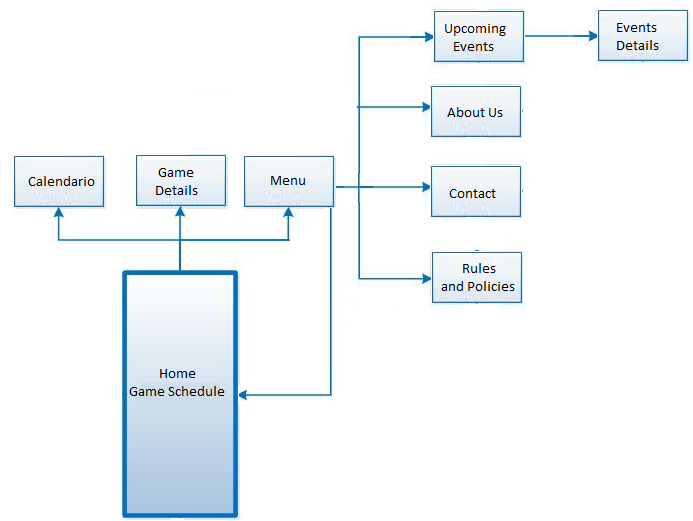 Upcoming
Events
Events
Details
About Us
Calendario
Game
Details
Menu
Contact
Rules
and Policies
Home
Game Schedule